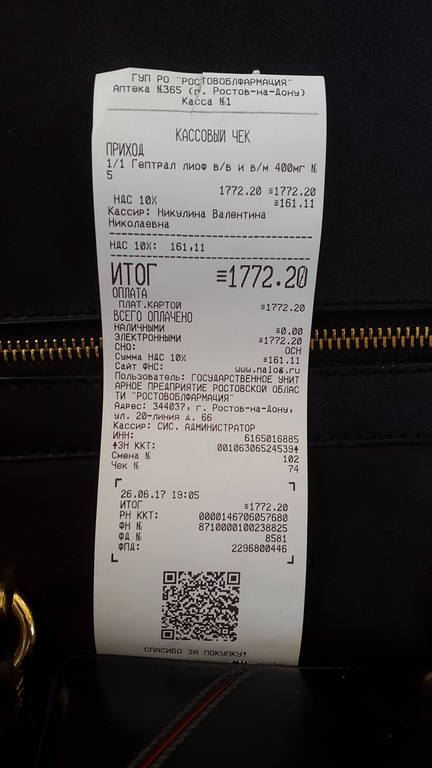 ГУП РО "РОСТОВОБЛФАРМАЦИЯ"
Аптека №365 (г. Ростов-на-Дону)
Касса №1
КАССОВЫЙ ЧЕК
ПРИХОД
1/1 Гептрал лиоф в/в и в/м 400мг №
5
1772.20 ≡1772.20
НДС 10% ≡161.11
Кассир: Никулина Валентина
Николаевна
НДС 10%: 161,11
ИТОГ ≡1772.20
ОПЛАТА
ПЛАТ.КАРТОЙ ≡1772.20
ВСЕГО ОПЛАЧЕНО
НАЛИЧНЫМИ ≡0.00
ЭЛЕКТРОННЫМИ ≡1772.20
СНО: ОСН
Сумма НДС 10% ≡161.11
Сайт ФНС: www.nalog.ru
Пользователь: ГОСУДАРСТВЕННОЕ УНИТ
АРНОЕ ПРЕДПРИЯТИЕ РОСТОВСКОЙ ОБЛАС
ТИ "РОСТОВОБЛФАРМАЦИЯ"
Адрес: 344037, г. Ростов-на-Дону,
ул. 20-линия д. 66
Кассир: СИС. АДМИНИСТРАТОР
ИНН: 6165016885
ЗН ККТ: 00106306524539
Смена № 102
Чек № 74
26.06.17 19:05
ИТОГ ≡1772.20
РН ККТ: 0000146706057680
ФН № 8710000100238825
ФД № 8581
ФПД: 2296800446
СПАСИБО ЗА ПОКУПКУ!